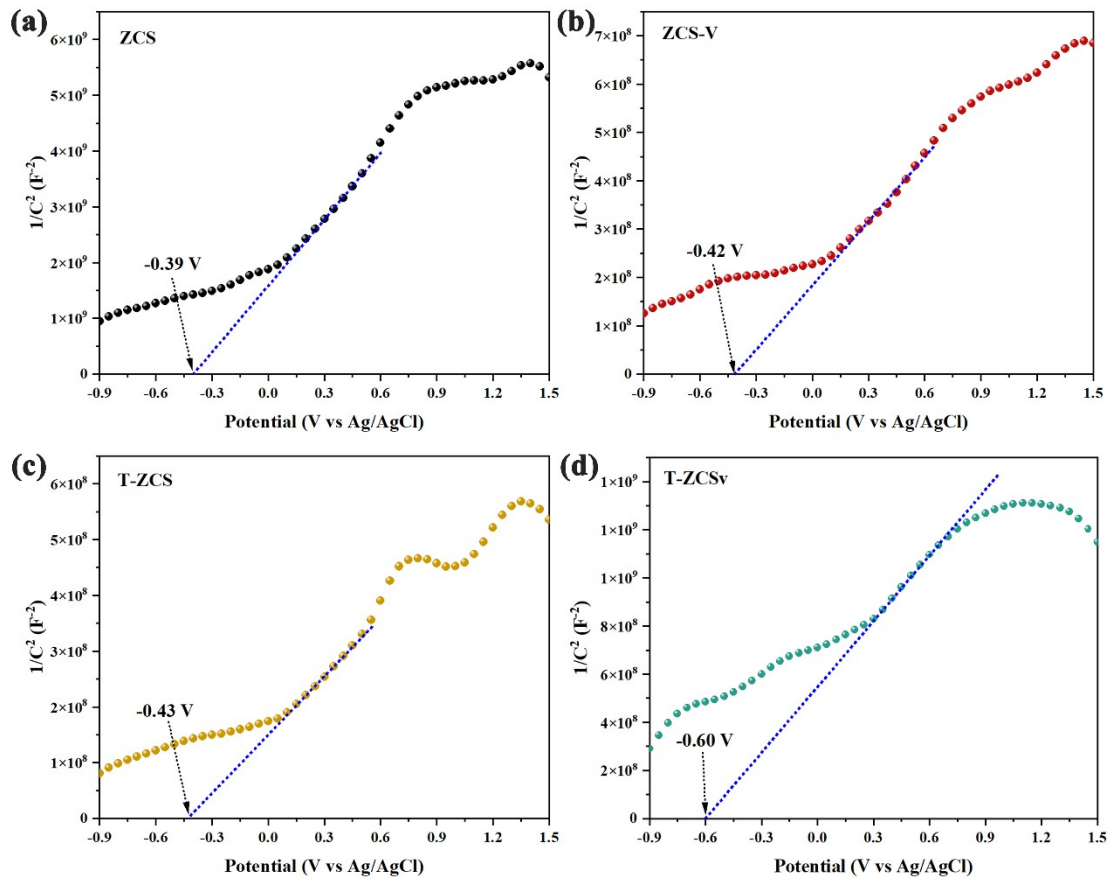 (a)
ZCS
6×10⁹
5×10⁹
4×10⁹
3×10⁹
2×10⁹
1×10⁹
0
1/C² (F⁻²)
-0.39 V
-0.9 -0.6 -0.3 0.0 0.3 0.6 0.9 1.2 1.5
Potential (V vs Ag/AgCl)
(b)
ZCS-V
7×10⁸
6×10⁸
5×10⁸
4×10⁸
3×10⁸
2×10⁸
1×10⁸
0
1/C² (F⁻²)
-0.42 V
-0.9 -0.6 -0.3 0.0 0.3 0.6 0.9 1.2 1.5
Potential (V vs Ag/AgCl)
(c)
T-ZCS
6×10⁸
5×10⁸
4×10⁸
3×10⁸
2×10⁸
1×10⁸
0
1/C² (F⁻²)
-0.43 V
-0.9 -0.6 -0.3 0.0 0.3 0.6 0.9 1.2 1.5
Potential (V vs Ag/AgCl)
(d)
T-ZCSv
1×10⁹
1×10⁹
8×10⁸
6×10⁸
4×10⁸
2×10⁸
0
1/C² (F⁻²)
-0.60 V
-0.9 -0.6 -0.3 0.0 0.3 0.6 0.9 1.2 1.5
Potential (V vs Ag/AgCl)